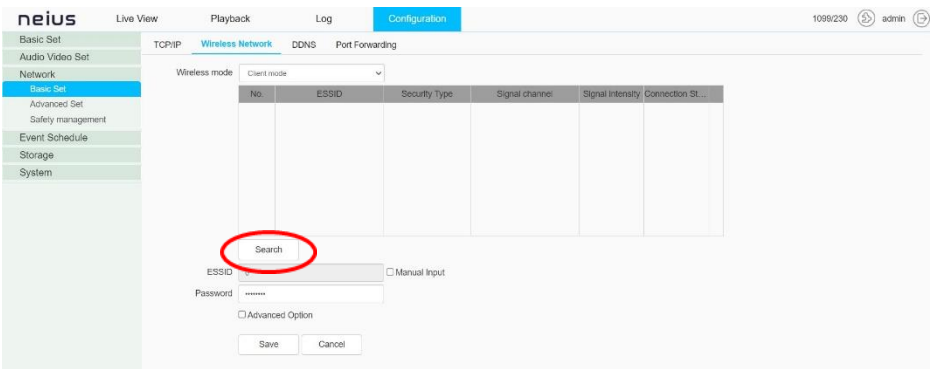 neius Live View Playback Log Configuration 1099/230 admin
Basic Set
Audio Video Set
Network
Basic Set
Advanced Set
Safety management
Event Schedule
Storage
System
TCP/IP Wireless Network DDNS Port Forwarding
Wireless mode Client mode
No. ESSID Security Type Signal channel Signal Intensity Connection St...
Search
ESSID Manual Input
Password ••••••••
Advanced Option
Save Cancel